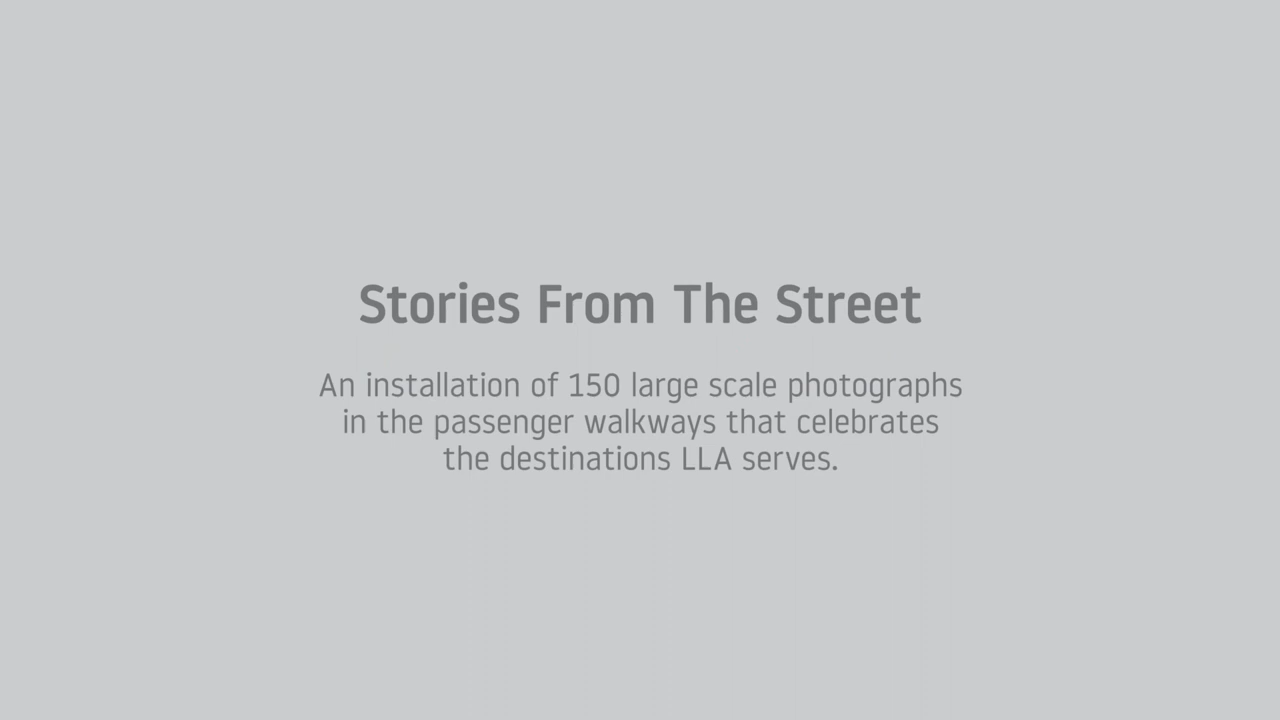 Stories From The Street
An installation of 150 large scale photographs
in the passenger walkways that celebrates
the destinations LLA serves.